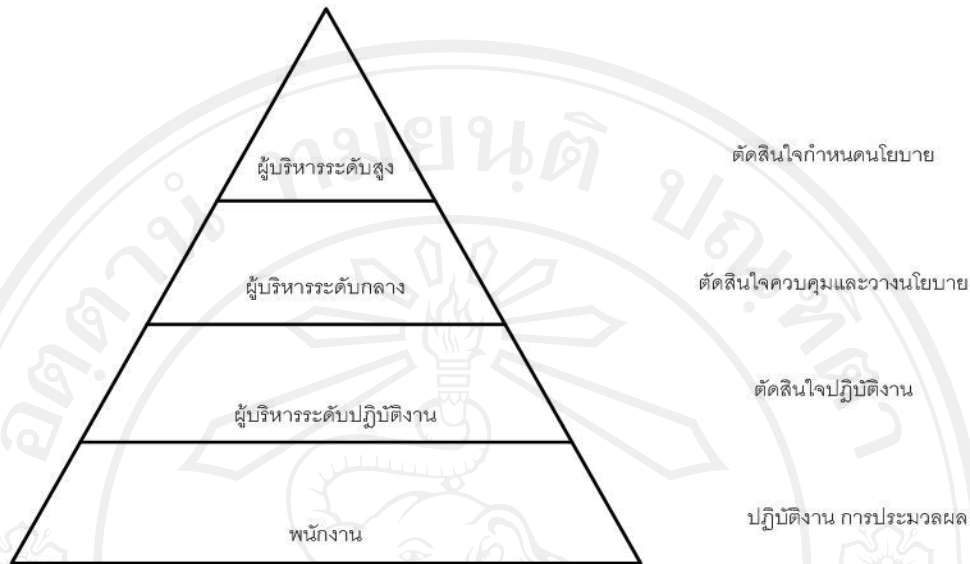 ผู้บริหารระดับสูง
ตัดสินใจกำหนดนโยบาย
ผู้บริหารระดับกลาง
ตัดสินใจควบคุมและวางนโยบาย
ผู้บริหารระดับปฏิบัติงาน
ตัดสินใจปฏิบัติงาน
พนักงาน
ปฏิบัติงาน การประมวลผล